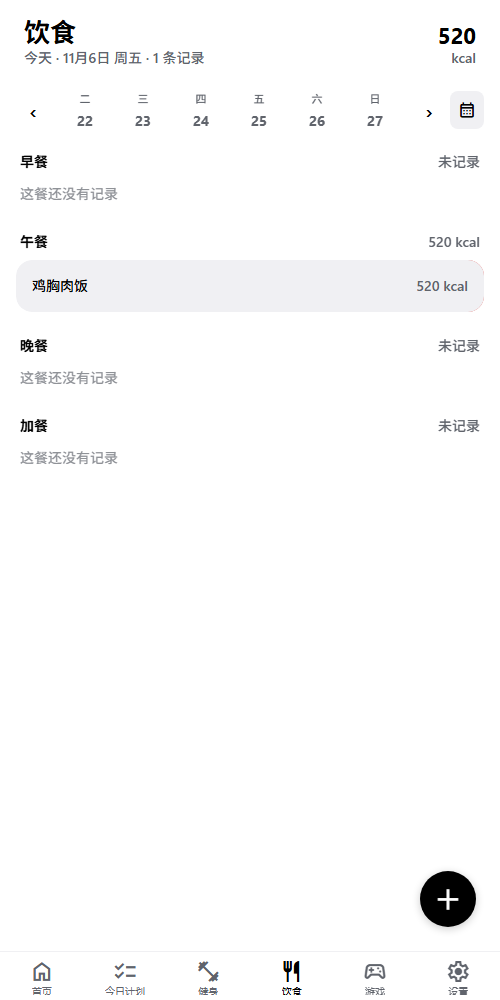 饮食
520
今天 · 11月6日 周五 · 1 条记录
kcal
‹ 二 三 四 五 六 日 ›
22 23 24 25 26 27
早餐 未记录
这餐还没有记录
午餐 520 kcal
鸡胸肉饭 520 kcal
晚餐 未记录
这餐还没有记录
加餐 未记录
这餐还没有记录
首页 今日计划 健身 饮食 游戏 设置